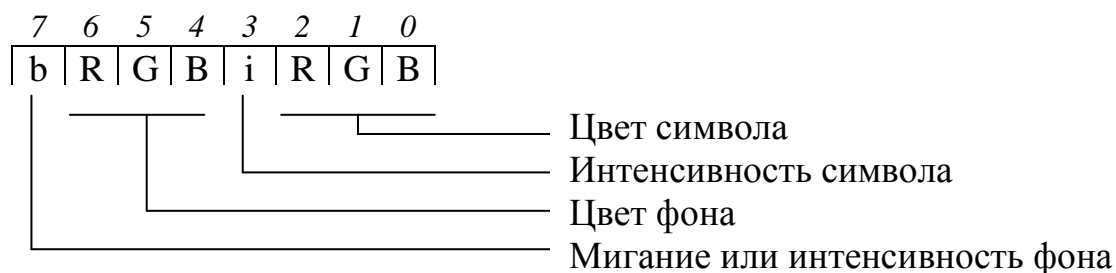 7 6 5 4 3 2 1 0
b R G B i R G B
Цвет символа
Интенсивность символа
Цвет фона
Мигание или интенсивность фона